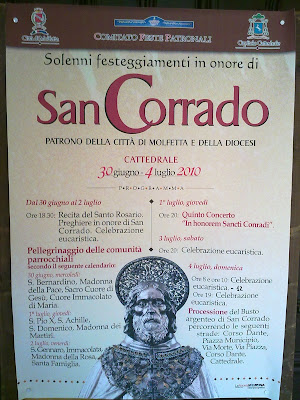 Città di Molfetta
COMITATO FESTE PATRONALI
Capitolo Cattedrale
Solenni festeggiamenti in onore di
San Corrado
PATRONO DELLA CITTÀ DI MOLFETTA E DELLA DIOCESI
CATTEDRALE
30 giugno - 4 luglio 2010
PROGRAMMA
Dal 30 giugno al 2 luglio
Ore 18:30: Recita del Santo Rosario.
Preghiere in onore di San
Corrado. Celebrazione
eucaristica.
Pellegrinaggio delle comunità
parrocchiali
secondo il seguente calendario
30 giugno, mercoledì
S. Bernardino, Madonna della
Pace, Sacro Cuore di
Gesù, Cuore Immacolato
di Maria.
1° luglio, giovedì
S. Pio X, S. Achille,
S. Domenico, Madonna dei
Martiri.
2 luglio, venerdì
S. Gennaro, Immacolata,
Madonna della Rosa,
Santa Famiglia.
1° luglio, giovedì
Ore 20: Quinto Concerto
"In honorem Sancti Conradi"
3 luglio, sabato
Ore 20: Celebrazione eucaristica.
4 luglio, domenica
Ore 8 e ore 10: Celebrazione
eucaristica.
Ore 19: Celebrazione
eucaristica.
Processione del Busto
argenteo di San Corrado
percorrendo le seguenti
strade: Corso Dante,
Piazza Municipio,
Via Morte, Via Piazza,
Corso Dante,
Cattedrale.